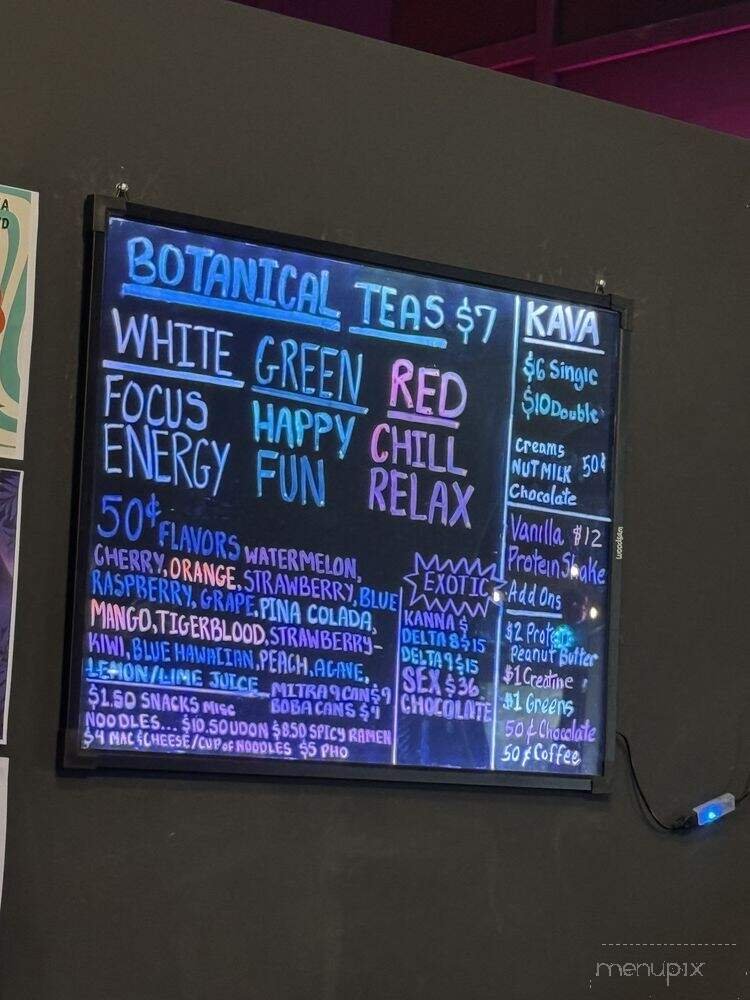 BOTANICAL TEAS $7
WHITE
FOCUS
ENERGY
GREEN
HAPPY
FUN
RED
CHILL
RELAX
50¢ FLAVORS WATERMELON,
CHERRY, ORANGE, STRAWBERRY, BLUE
RASPBERRY, GRAPE, PINA COLADA,
MANGO, TIGERBLOOD, STRAWBERRY-
KIWI, BLUE HAWAIIAN, PEACH, AGAVE,
LEMON/LIME JUICE
MITRA 9 CAN $9
BOBA CANS $4
$1.50 SNACKS MISC
NOODLES... $10.50 UDON $8.50 SPICY RAMEN
$4 MAC & CHEESE/CUP OF NOODLES $5 PHO
EXOTIC
KANNA $
DELTA 8 $15
DELTA 9 $15
SEX $36
CHOCOLATE
KAVA
$6 Single
$10 Double
Creams
NUT MILK 50¢
Chocolate
Vanilla $12
Protein Shake
Add Ons
$2 Protein
Peanut Butter
$1 Creatine
$1 Greens
50¢ Chocolate
50¢ Coffee
woodsam
A
D
menupix